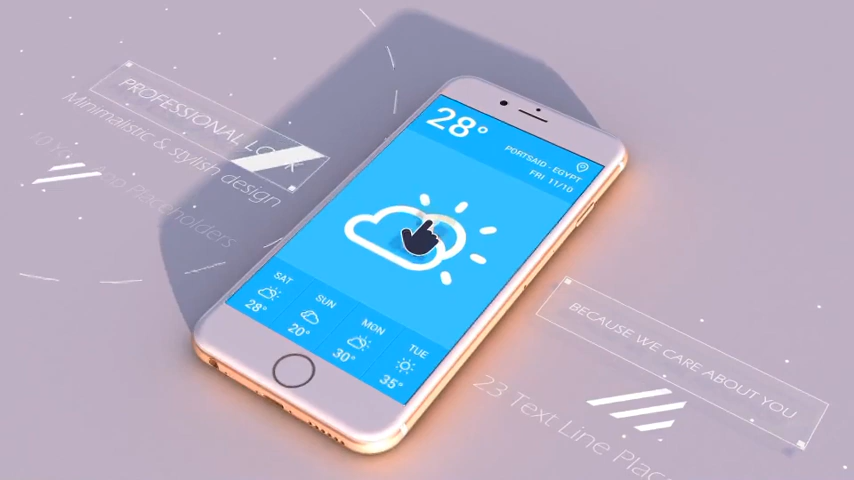 PROFESSIONAL LOOK
Minimalistic & stylish design
App Placeholders
28°
PORTSAID - EGYPT
FRI 11/10
SAT
28°
SUN
20°
MON
30°
TUE
35°
BECAUSE WE CARE ABOUT YOU
23 Text Line